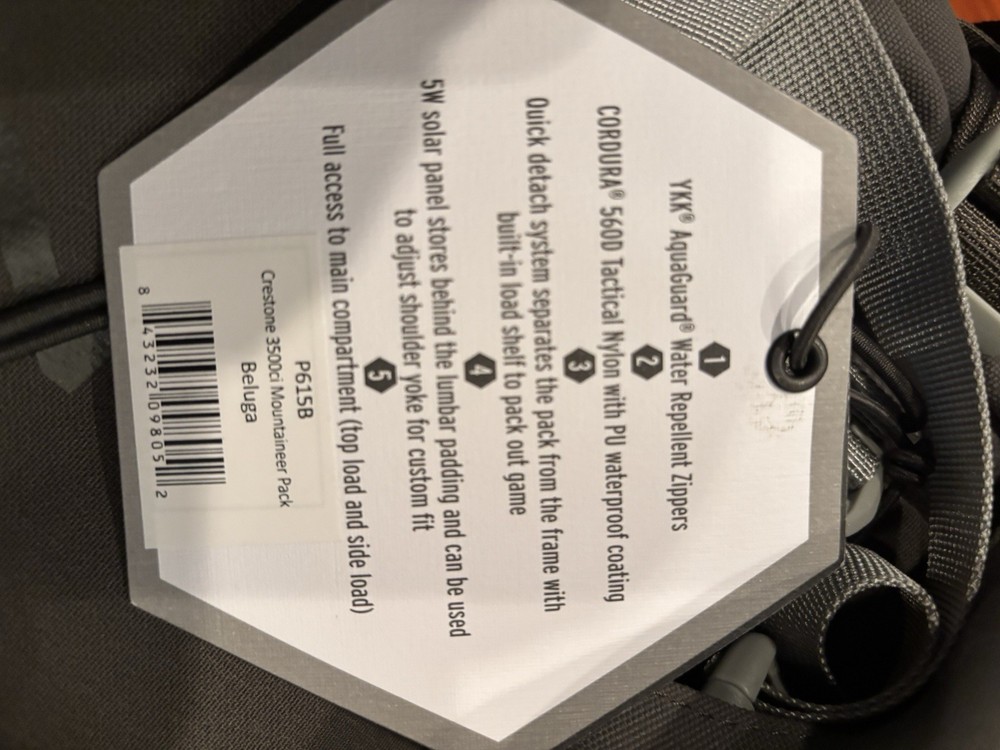 1
YKK® AquaGuard® Water Repellent Zippers
2
CORDURA® 560D Tactical Nylon with PU waterproof coating
3
Quick detach system separates the pack from the frame with
built-in load shelf to pack out game
4
5W solar panel stores behind the lumbar padding and can be used
to adjust shoulder yoke for custom fit
5
Full access to main compartment (top load and side load)
P615B
Crestone 3500ci Mountaineer Pack
Beluga
8 43232 09805 2